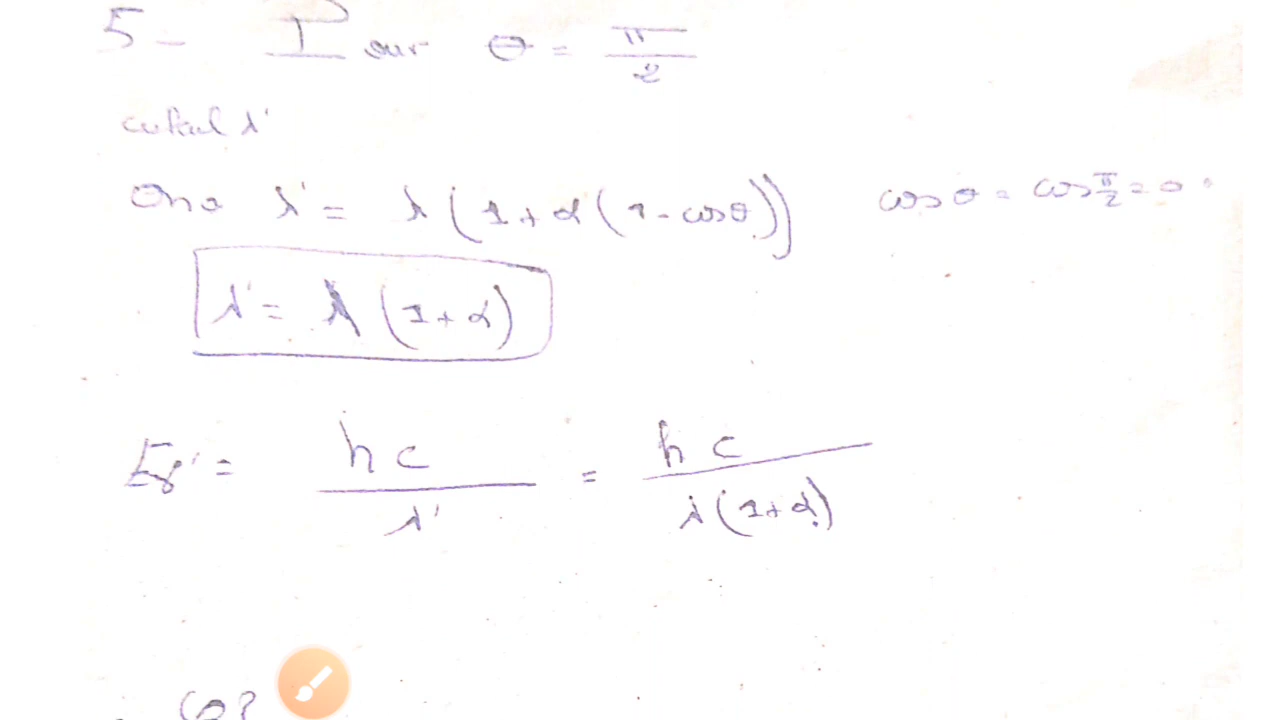 5- Pour θ = π/2
calcul λ'
On a λ' = λ(1+α(1-cosθ)) cosθ = cos π/2 = 0
λ' = λ(1+α)
Eγ' = hc/λ' = hc/λ(1+α)